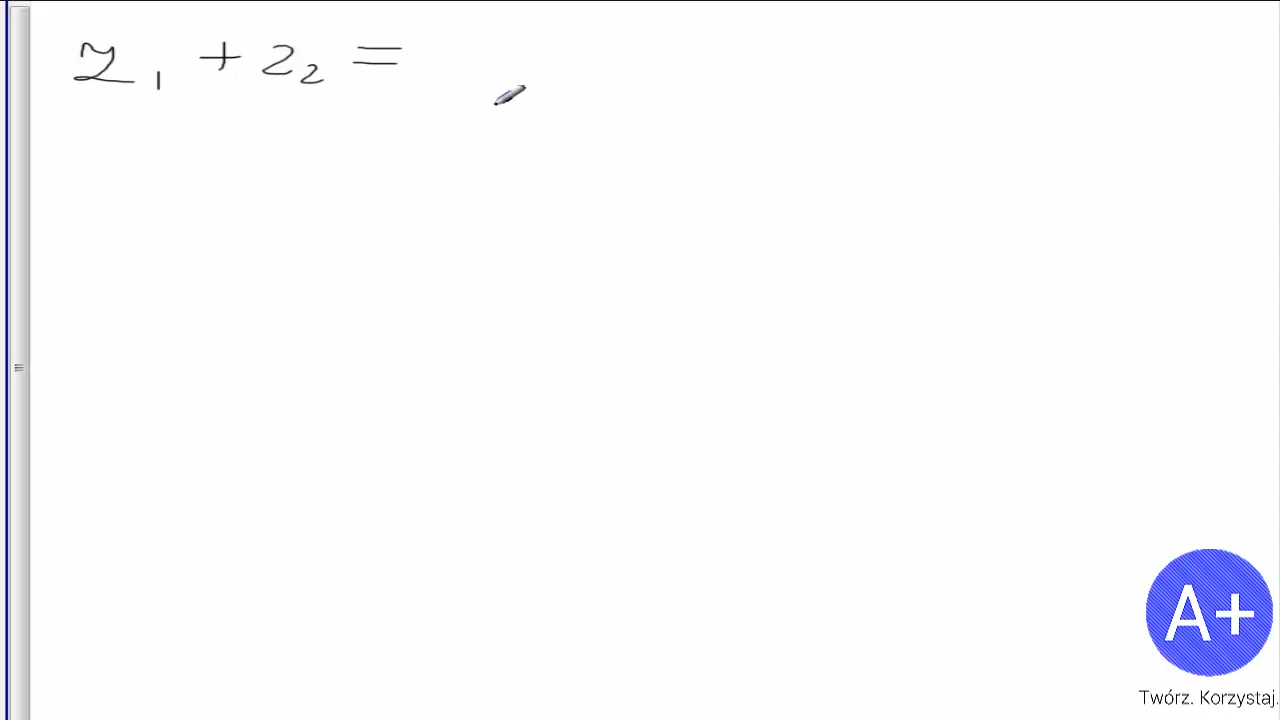 z₁ + z₂ =
A+
Twórz. Korzystaj.